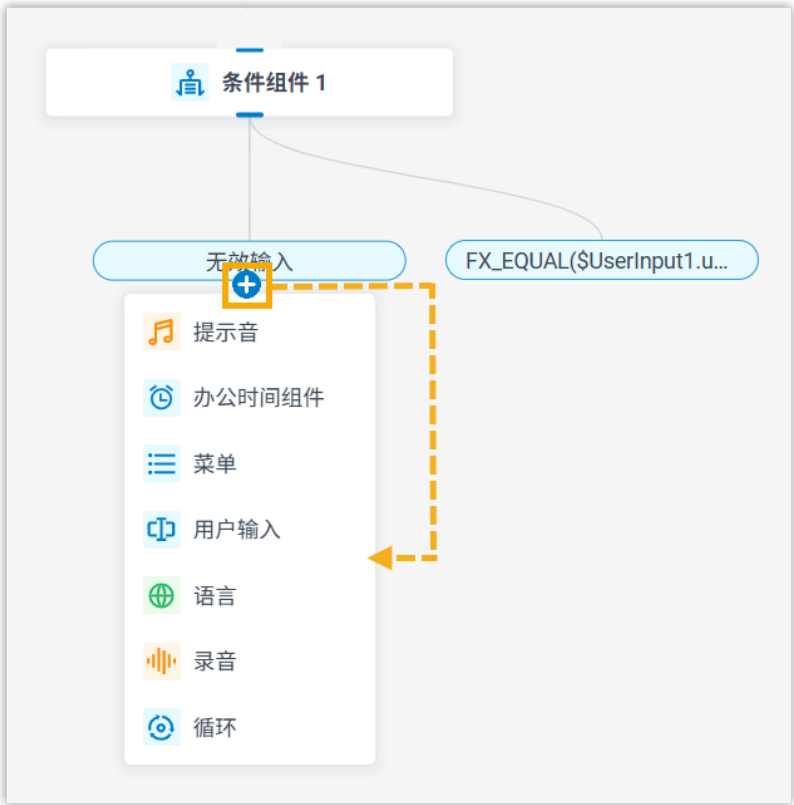 条件组件 1
无效输入
FX_EQUAL($UserInput1.u...
提示音
办公时间组件
菜单
用户输入
语言
录音
循环